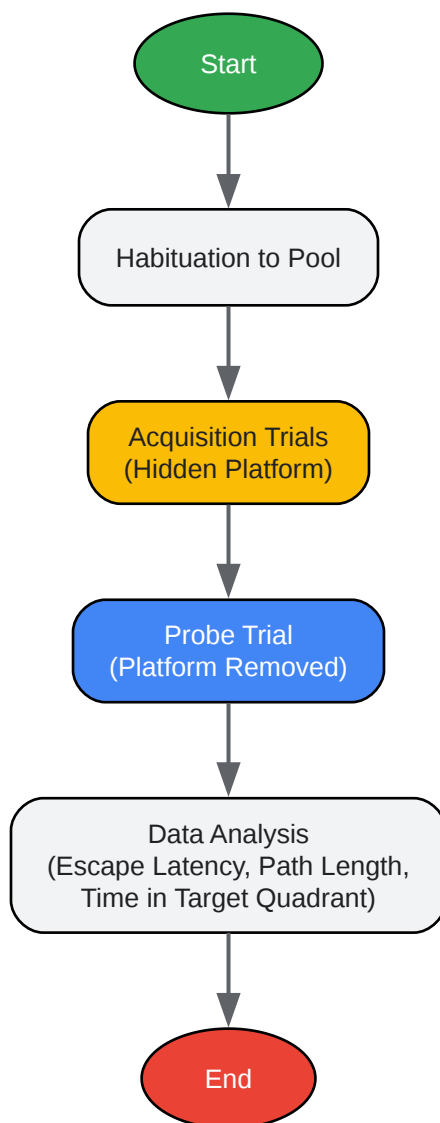 Start
Habituation to Pool
Acquisition Trials
(Hidden Platform)
Probe Trial
(Platform Removed)
Data Analysis
(Escape Latency, Path Length,
Time in Target Quadrant)
End